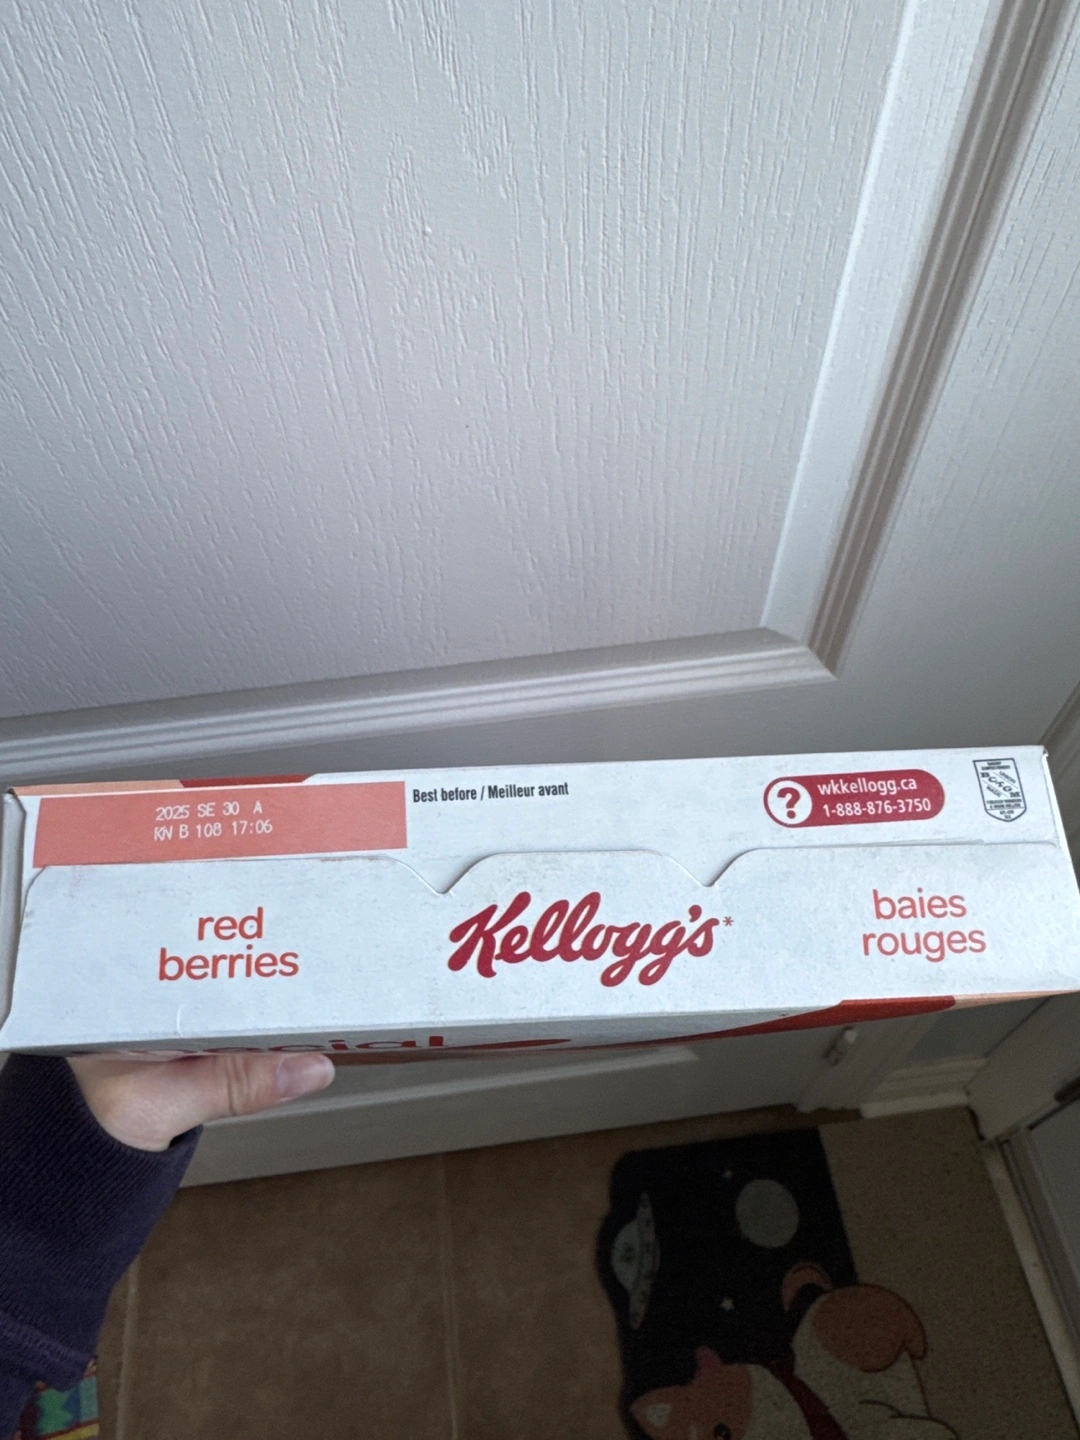 2025 SE 30 A
KN B 108 17:06
Best before / Meilleur avant
?
wkkellogg.ca
1-888-876-3750
red
berries
Kellogg's*
baies
rouges
special